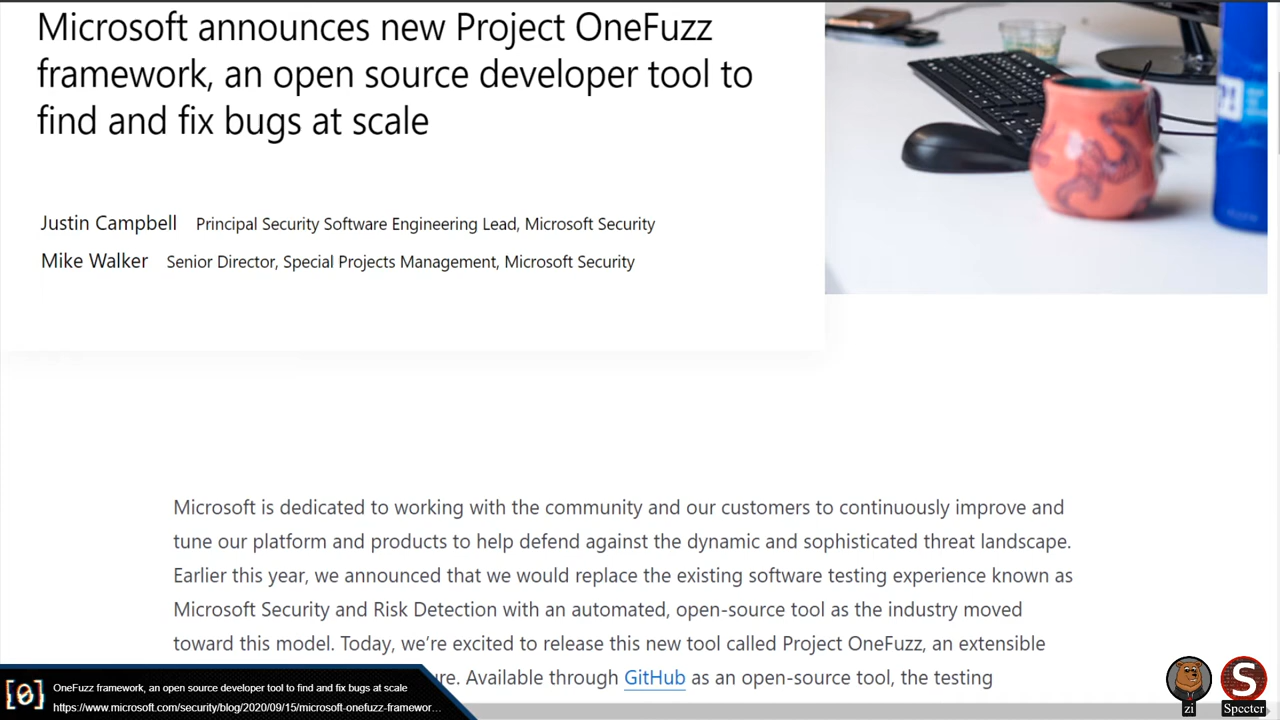 Microsoft announces new Project OneFuzz
framework, an open source developer tool to
find and fix bugs at scale
Justin Campbell Principal Security Software Engineering Lead, Microsoft Security
Mike Walker Senior Director, Special Projects Management, Microsoft Security
Microsoft is dedicated to working with the community and our customers to continuously improve and
tune our platform and products to help defend against the dynamic and sophisticated threat landscape.
Earlier this year, we announced that we would replace the existing software testing experience known as
Microsoft Security and Risk Detection with an automated, open-source tool as the industry moved
toward this model. Today, we’re excited to release this new tool called Project OneFuzz, an extensible
re. Available through GitHub as an open-source tool, the testing
[0] OneFuzz framework, an open source developer tool to find and fix bugs at scale
https://www.microsoft.com/security/blog/2020/09/15/microsoft-onefuzz-framewor…
zi
S
Specter